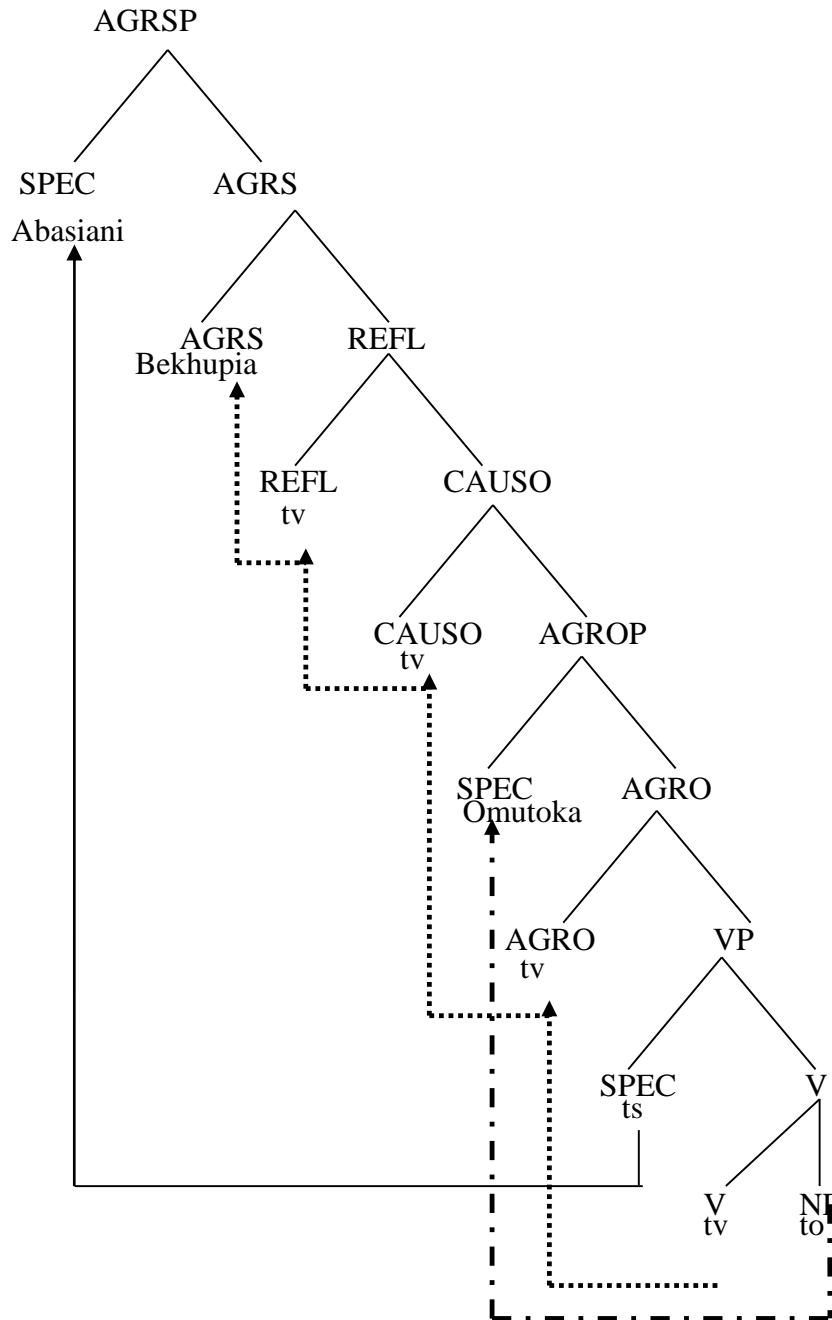 AGRSP
SPEC AGRS
Abasiani
AGRS REFL
Bekhupia
REFL CAUSO
tv
CAUSO AGROP
tv
SPEC AGRO
Omutoka
AGRO VP
tv
SPEC V
ts
V
tv to